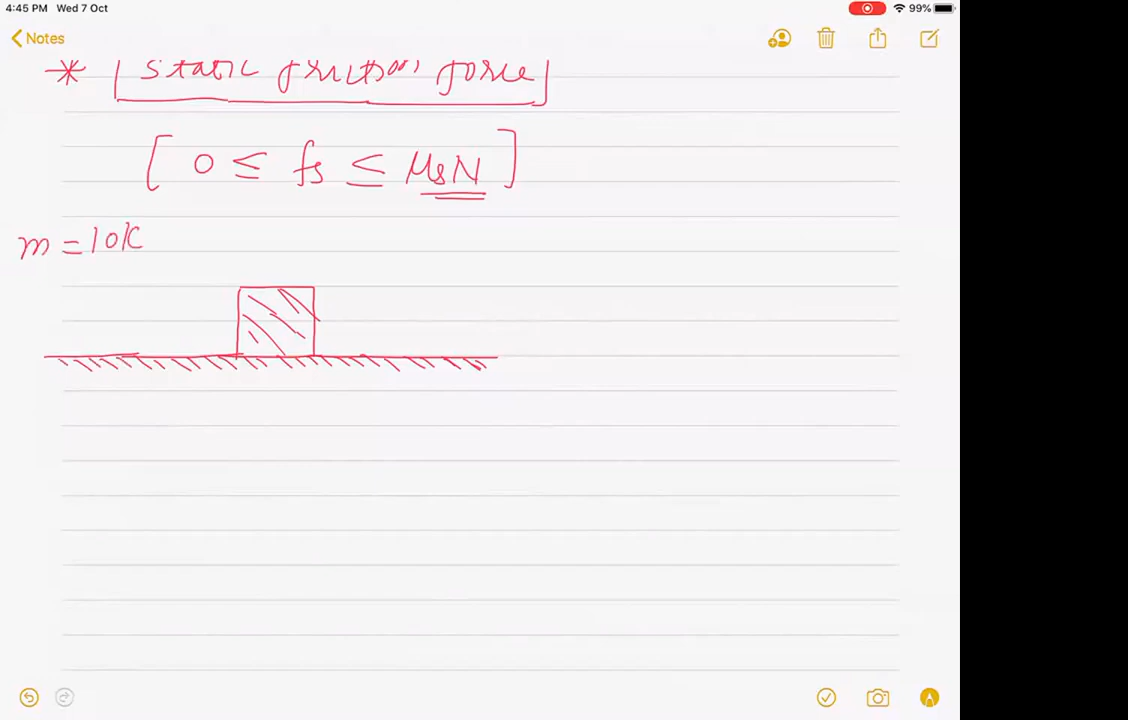 4:45 PM Wed 7 Oct 99%
Notes
* Static friction force
[ 0 ≤ fs ≤ μsN ]
m = 10K